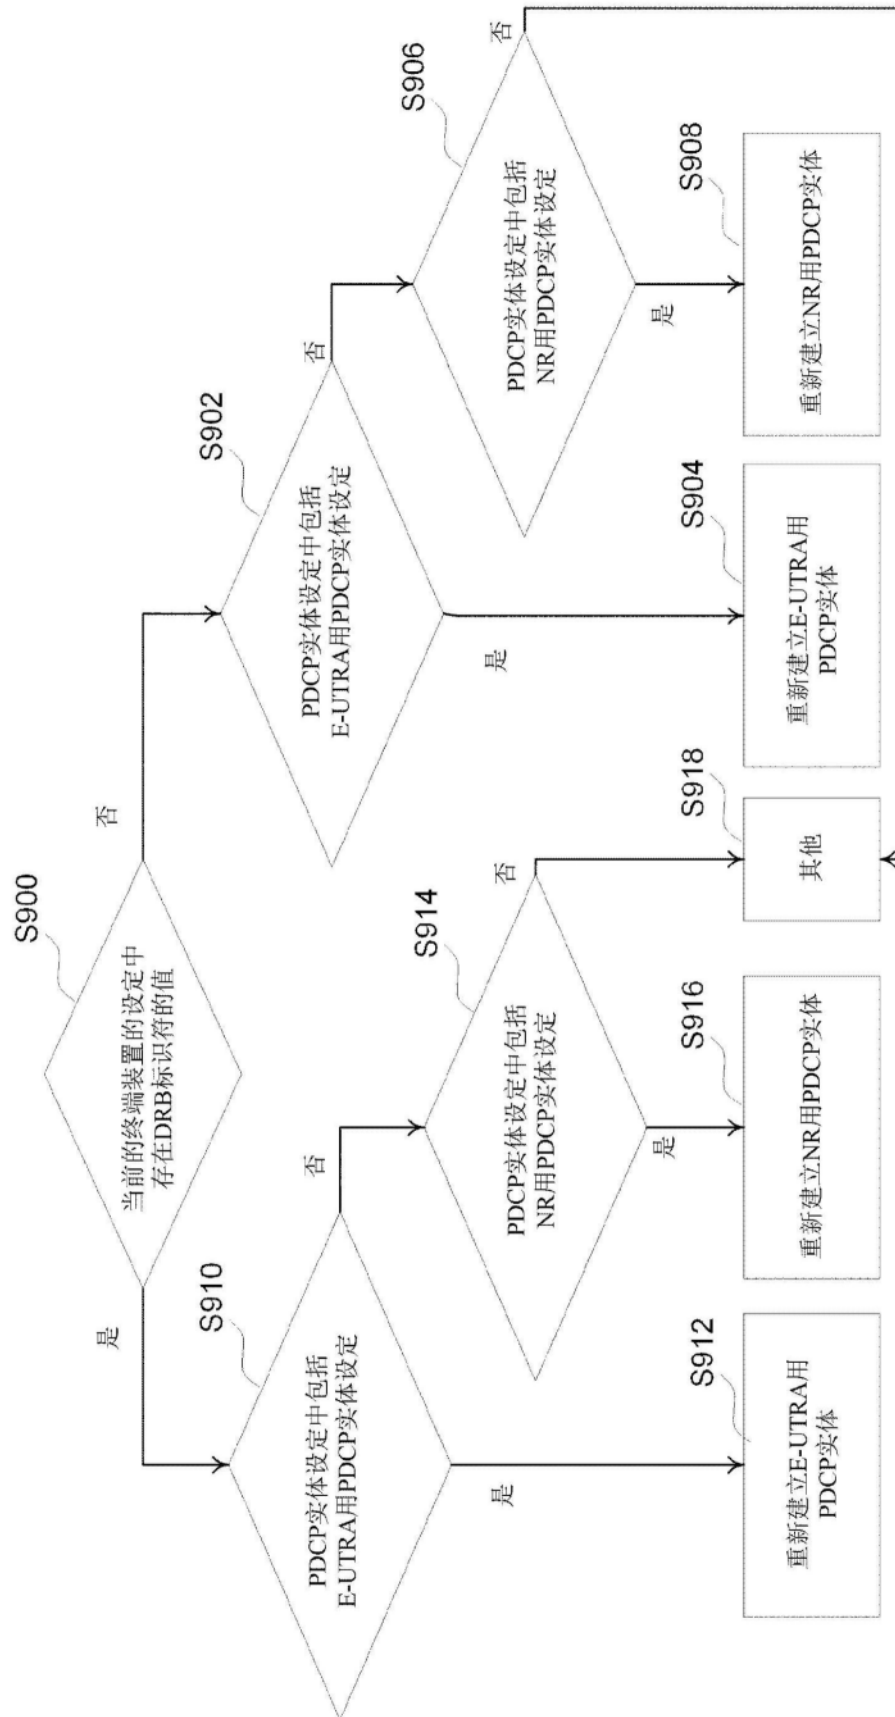 S900
当前的终端装置的设定中
存在DRB标识符的值
是
否
S910
PDCP实体设定中包括
E-UTRA用PDCP实体设定
是
否
S902
PDCP实体设定中包括
E-UTRA用PDCP实体设定
是
否
S914
PDCP实体设定中包括
NR用PDCP实体设定
是
否
S906
PDCP实体设定中包括
NR用PDCP实体设定
是
否
S912
重新建立E-UTRA用
PDCP实体
S916
重新建立NR用PDCP实体
S918
其他
S904
重新建立E-UTRA用
PDCP实体
S908
重新建立NR用PDCP实体